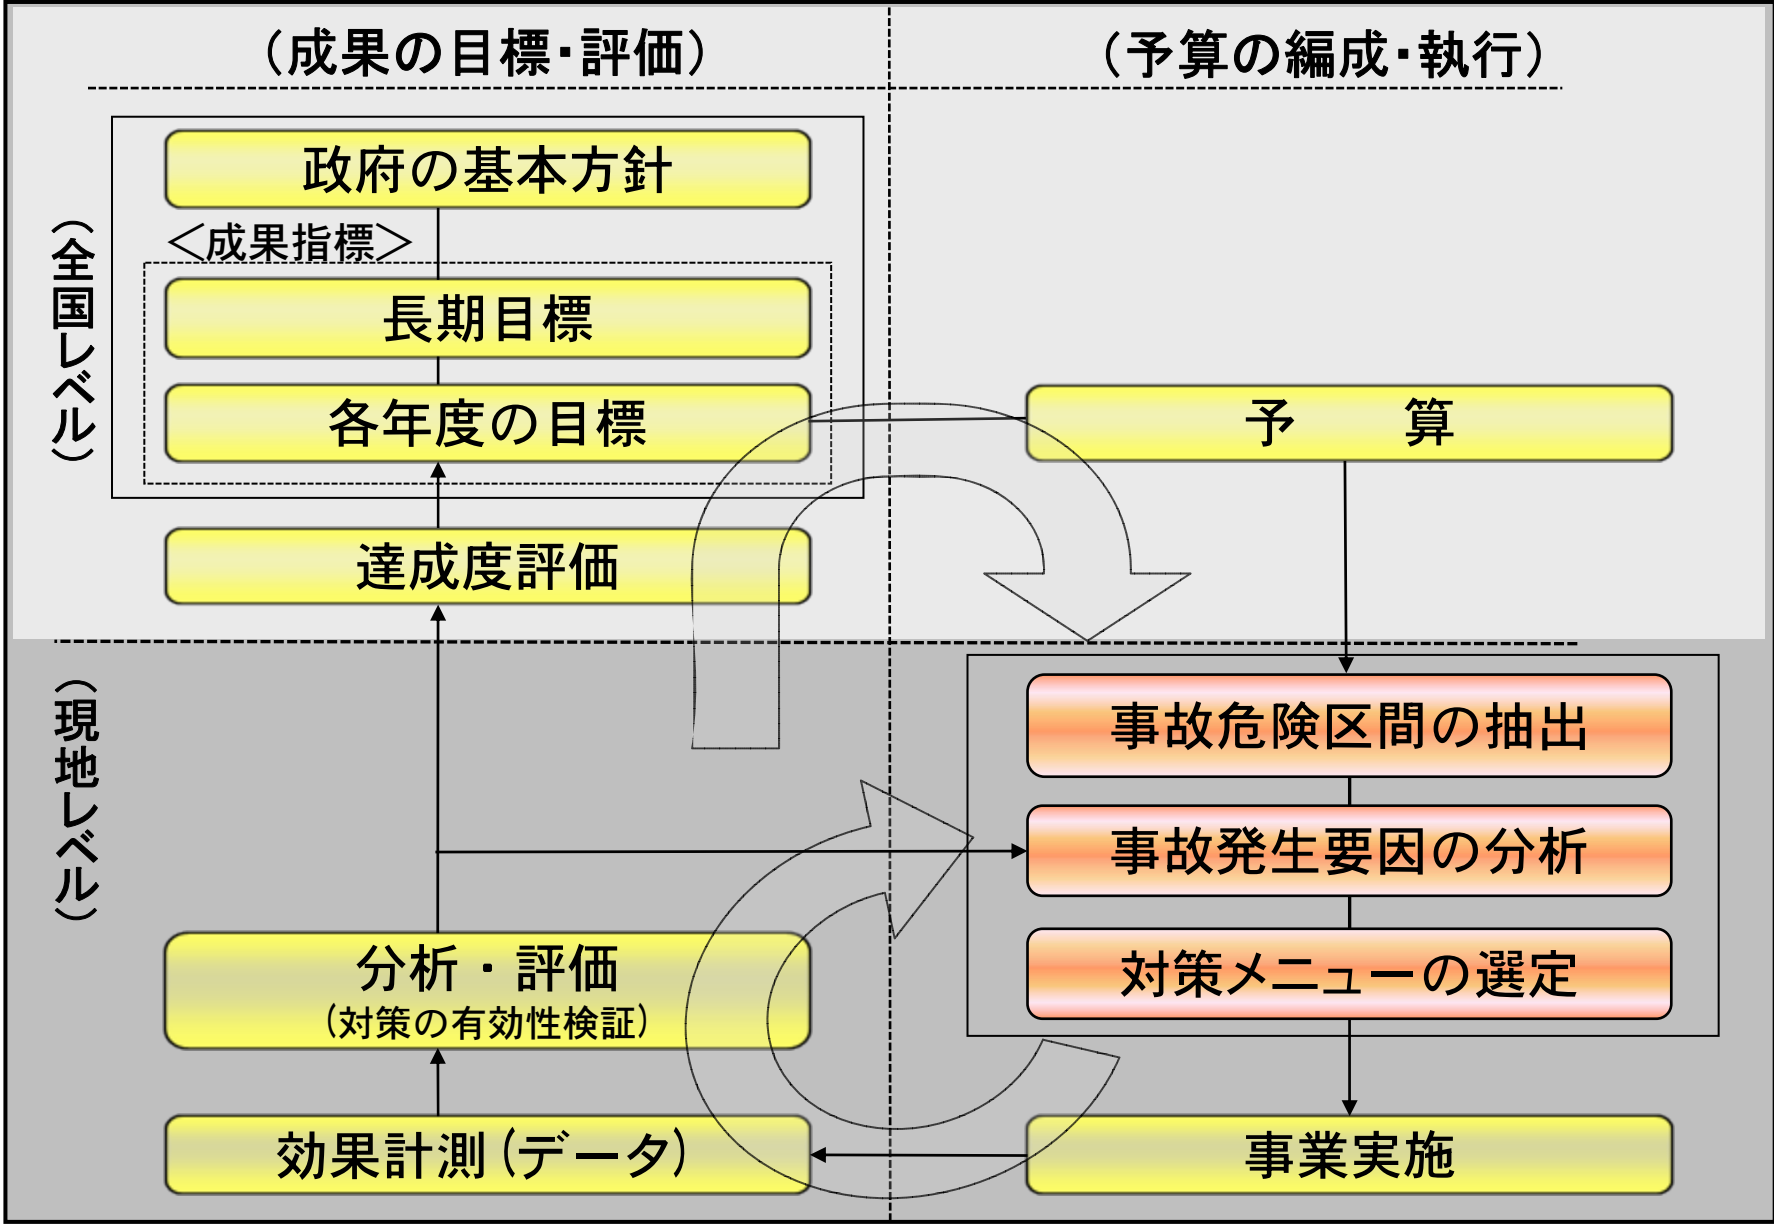 （成果の目標・評価）
（予算の編成・執行）
（全国レベル）
政府の基本方針
＜成果指標＞
長期目標
各年度の目標
予　　算
達成度評価
（現地レベル）
事故危険区間の抽出
事故発生要因の分析
対策メニューの選定
分析・評価
（対策の有効性検証）
効果計測（データ）
事業実施